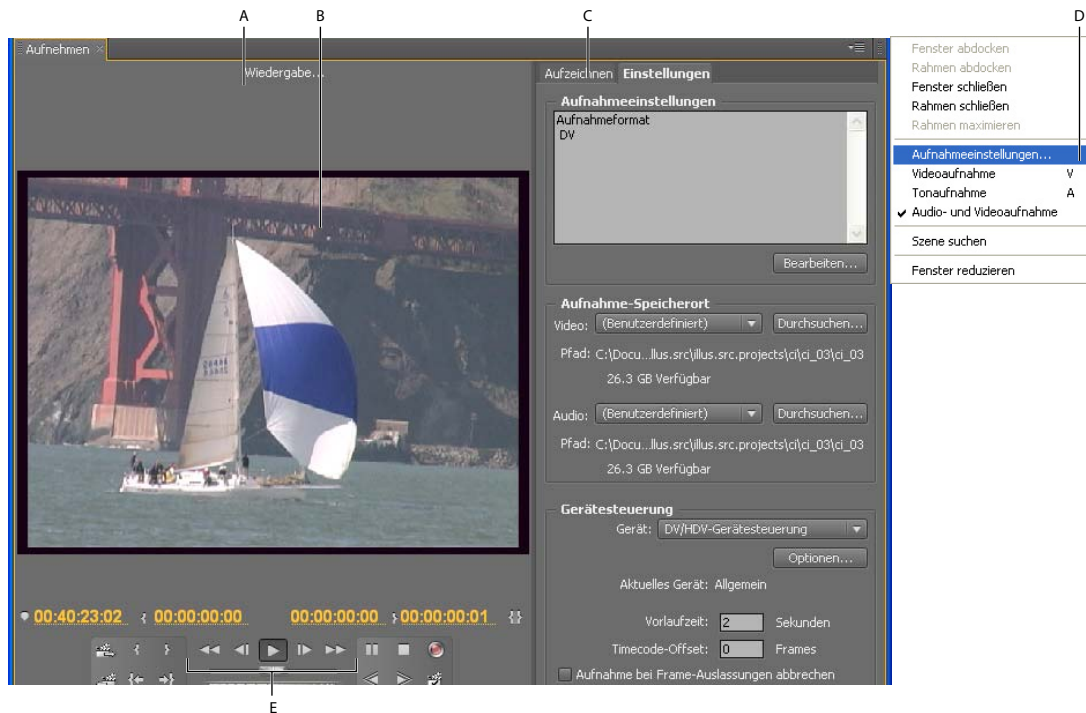 A
B
C
D
Aufnehmen
Wiedergabe...
Aufzeichnen Einstellungen
Aufnahmeeinstellungen
Aufnahmeformat
DV
Bearbeiten...
Aufnahme-Speicherort
Video: (Benutzerdefiniert) Durchsuchen...
Pfad: C:\Docu...llus.src\illus.src.projects\ci\ci_03\ci_03
26.3 GB Verfügbar
Audio: (Benutzerdefiniert) Durchsuchen...
Pfad: C:\Docu...llus.src\illus.src.projects\ci\ci_03\ci_03
26.3 GB Verfügbar
Gerätesteuerung
Gerät: DV/HDV-Gerätesteuerung
Optionen...
Aktuelles Gerät: Allgemein
Vorlaufzeit: 2 Sekunden
Timecode-Offset: 0 Frames
Aufnahme bei Frame-Auslassungen abbrechen
00:40:23:02 00:00:00:00 00:00:00:00 00:00:00:01
E
Fenster abdocken
Rahmen abdocken
Fenster schließen
Rahmen schließen
Rahmen maximieren
Aufnahmeeinstellungen...
Videoaufnahme V
Tonaufnahme A
Audio- und Videoaufnahme
Szene suchen
Fenster reduzieren